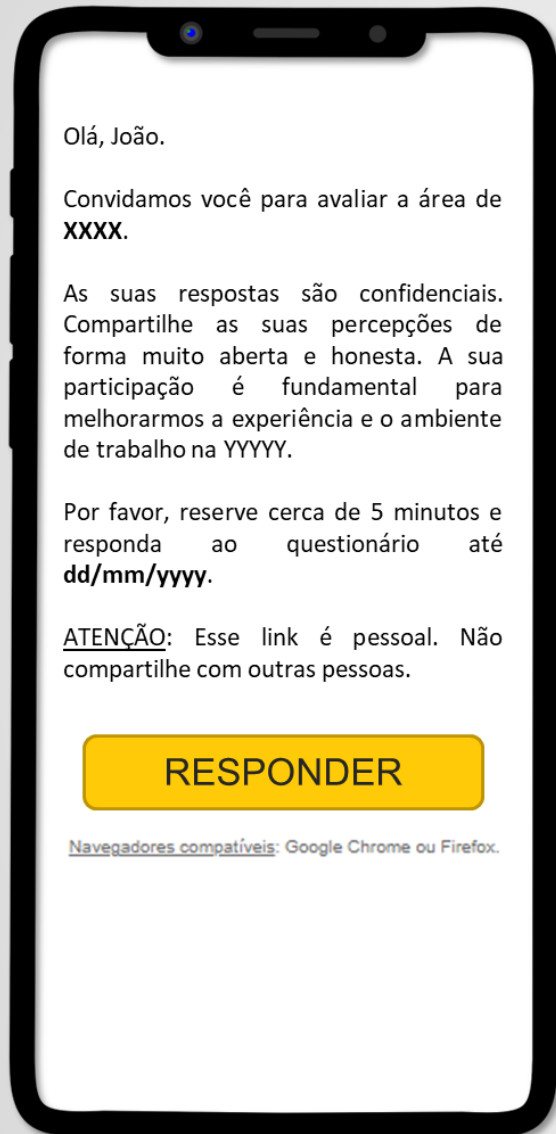 Olá, João.
Convidamos você para avaliar a área de
XXXX.
As suas respostas são confidenciais.
Compartilhe as suas percepções de
forma muito aberta e honesta. A sua
participação é fundamental para
melhorarmos a experiência e o ambiente
de trabalho na YYYYY.
Por favor, reserve cerca de 5 minutos e
responda ao questionário até
dd/mm/yyyy.
ATENÇÃO: Esse link é pessoal. Não
compartilhe com outras pessoas.
RESPONDER
Navegadores compatíveis: Google Chrome ou Firefox.